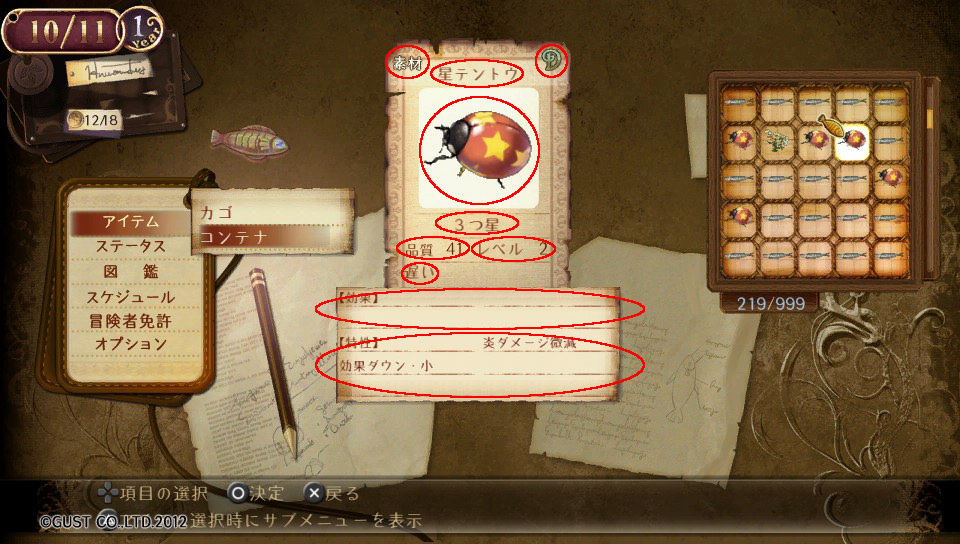 10/11
1
year
12/18
アイテム
ステータス
図 鑑
スケジュール
冒険者免許
オプション
カゴ
コンテナ
素材
星テントウ
D
3つ星
品質 41 レベル 2
遅い
【効果】
【特性】 炎ダメージ微減
効果ダウン・小
219/999
項目の選択 決定 戻る
選択時にサブメニューを表示
©GUST CO.,LTD.2012